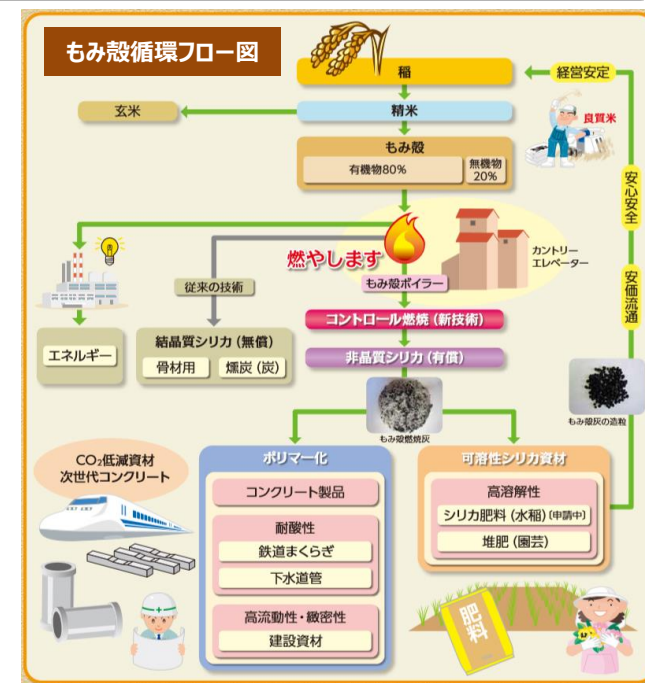 もみ殻循環フロー図
稲
経営安定
玄米
精米
良質米
もみ殻
有機物80%
無機物
20%
安心安全
燃やします
カントリー
エレベーター
従来の技術
もみ殻ボイラー
安価流通
コントロール燃焼(新技術)
エネルギー
結晶質シリカ(無償)
骨材用
燻炭(炭)
非品質シリカ(有償)
もみ殻燃焼灰
もみ殻灰の造粒
CO₂低減資材
次世代コンクリート
ポリマー化
コンクリート製品
耐酸性
鉄道まくらぎ
下水道管
高流動性・緻密性
建設資材
可溶性シリカ資材
高溶解性
シリカ肥料(水稲)[申請中]
堆肥(園芸)
肥料